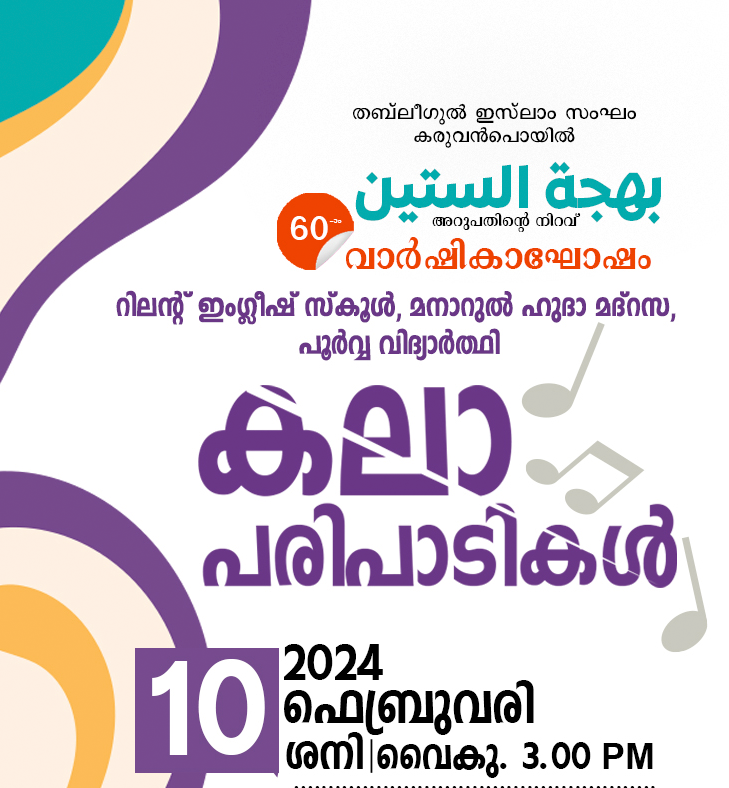 തബ്‌ലീഗുൽ ഇസ്‌ലാം സംഘം
കരുവൻപൊയിൽ
بهجة الستين
അറുപതിന്റെ നിറവ്
60-ാം
വാർഷികാഘോഷം
റിലന്റ് ഇംഗ്ലീഷ് സ്കൂൾ, മനാറുൽ ഹുദാ മദ്റസ,
പൂർവ്വ വിദ്യാർത്ഥി
കലാ
പരിപാടികൾ
10
2024
ഫെബ്രുവരി
ശനി|വൈകു. 3.00 PM